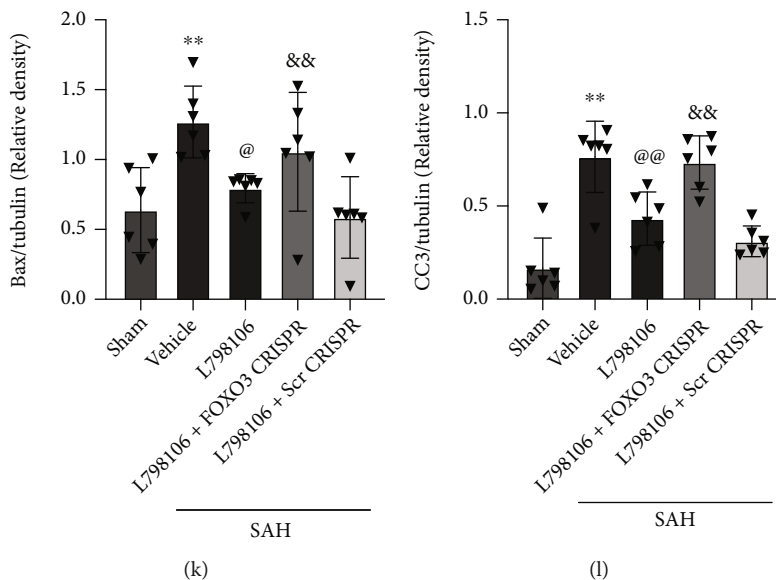 Bax/tubulin (Relative density)
2.0
1.5
1.0
0.5
0.0
**
@
&&
Sham
Vehicle
L798106
L798106 + FOXO3 CRISPR
L798106 + Scr CRISPR
SAH
(k)
CC3/tubulin (Relative density)
1.5
1.0
0.5
0.0
**
@@
&&
Sham
Vehicle
L798106
L798106 + FOXO3 CRISPR
L798106 + Scr CRISPR
SAH
(l)